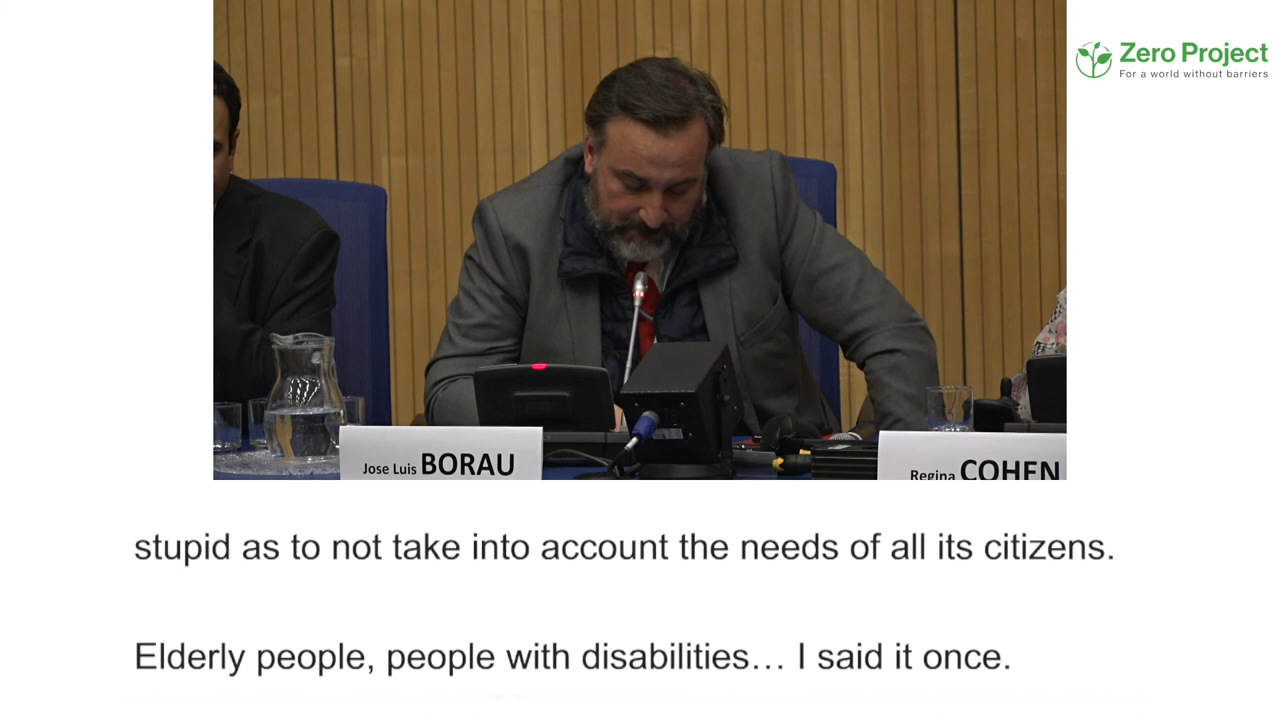 Zero Project
For a world without barriers
Jose Luis BORAU
Regina COHEN
stupid as to not take into account the needs of all its citizens.
Elderly people, people with disabilities… I said it once.